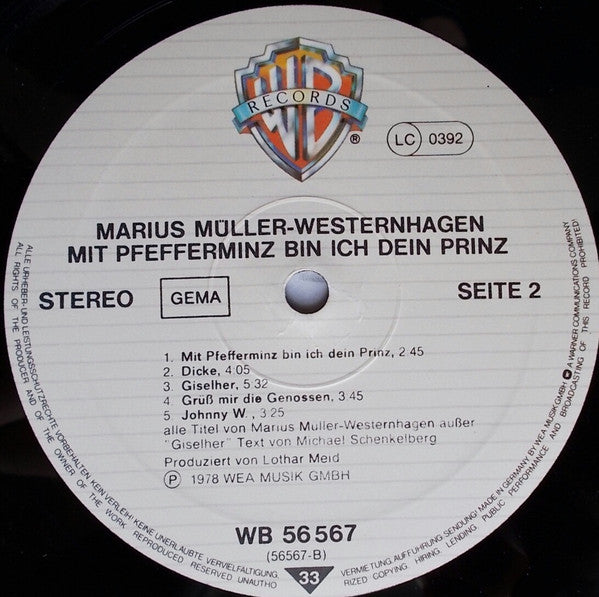 WB
RECORDS
®
LC 0392
MARIUS MÜLLER-WESTERNHAGEN
MIT PFEFFERMINZ BIN ICH DEIN PRINZ
STEREO
GEMA
SEITE 2
1. Mit Pfefferminz bin ich dein Prinz, 2:45
2. Dicke, 4:05
3. Giselher, 5:32
4. Grüß mir die Genossen, 3:45
5. Johnny W., 3:25
alle Titel von Marius Müller-Westernhagen außer
"Giselher" Text von Michael Schenkelberg
Produziert von Lothar Meid
Ⓟ 1978 WEA MUSIK GMBH
WB 56 567
(56567-B)
33
ALLE URHEBER- UND LEISTUNGSSCHUTZRECHTE VORBEHALTEN KEIN VERLEIH! KEINE UNERLAUBTE VERVIELFÄLTIGUNG,
VERMIETUNG, AUFFÜHRUNG, SENDUNG! MADE IN GERMANY BY WEA MUSIK GMBH A WARNER COMMUNICATIONS COMPANY
ALL RIGHTS OF THE PRODUCER AND OF THE OWNER OF THE WORK REPRODUCED RESERVED UNAUTHO
RIZED COPYING, HIRING, LENDING, PUBLIC PERFORMANCE AND BROADCASTING OF THIS RECORD PROHIBITED!